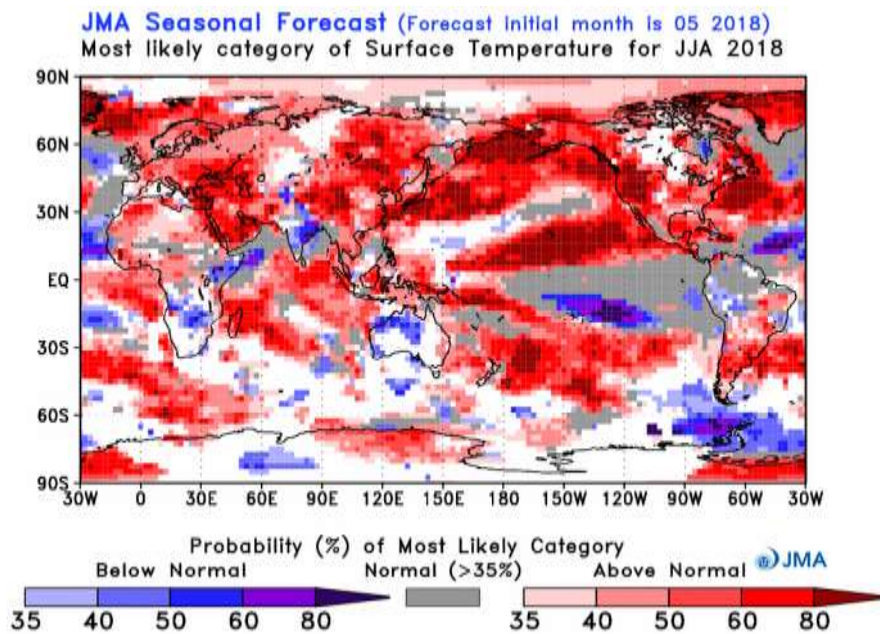 JMA Seasonal Forecast (Forecast initial month is 05 2018)
Most likely category of Surface Temperature for JJA 2018
90N
60N
30N
EQ
30S
60S
90S
30W 0 30E 60E 90E 120E 150E 180 150W 120W 90W 60W 30W
Probability (%) of Most Likely Category
Below Normal Normal (>35%) Above Normal JMA
35 40 50 60 80 35 40 50 60 80